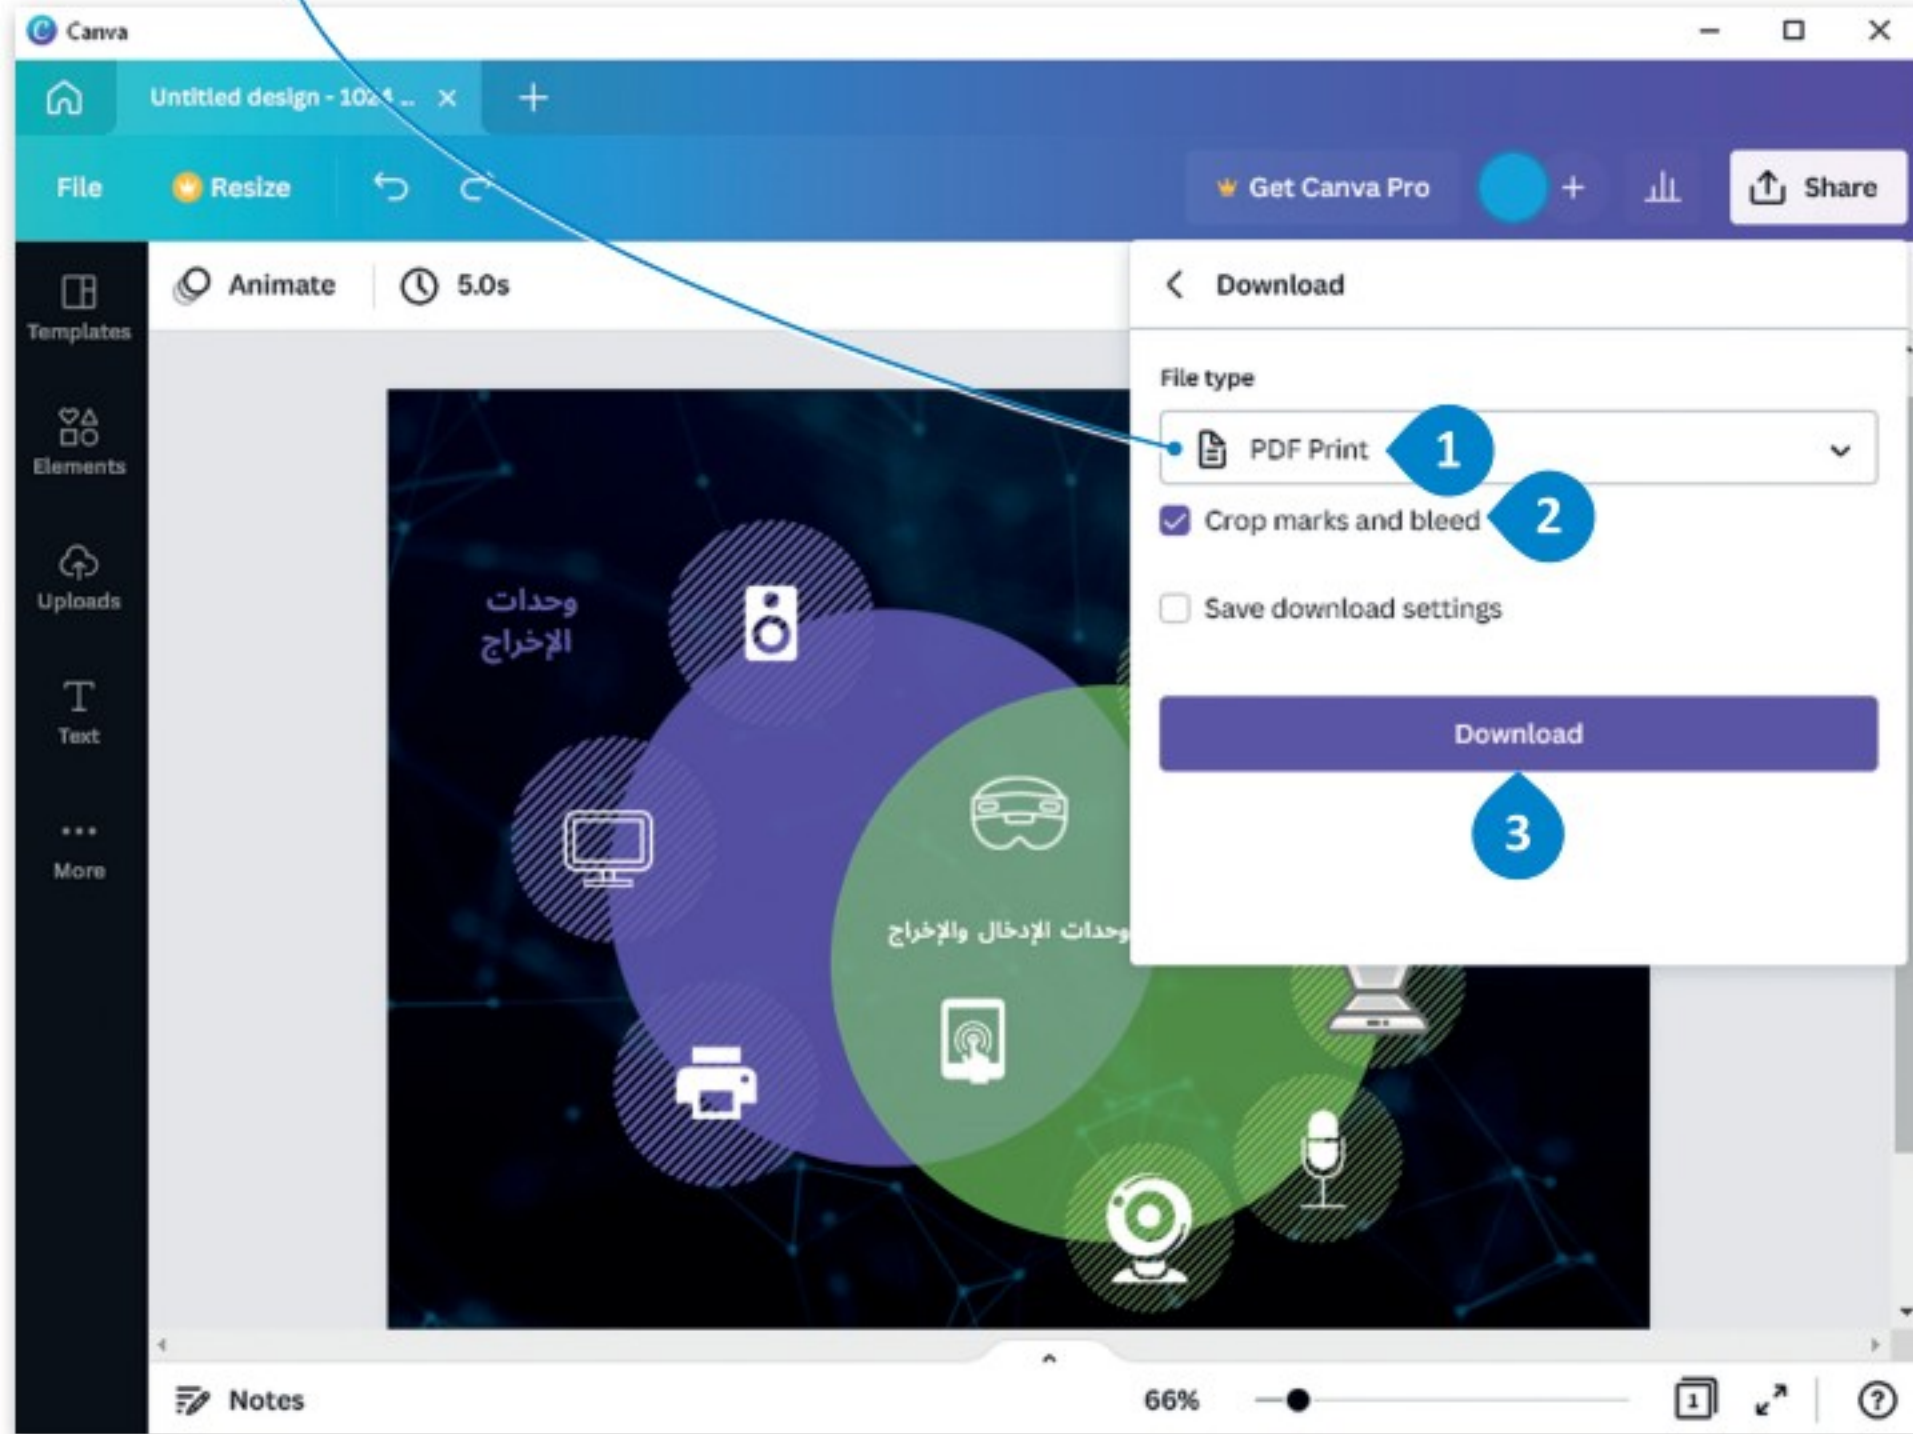 Canva
Untitled design - 1024 ...
File
Resize
Get Canva Pro
Share
Templates
Elements
Uploads
Text
More
Animate
5.0s
Download
File type
PDF Print
1
Crop marks and bleed
2
Save download settings
Download
3
وحدات
الإخراج
وحدات الإدخال والإخراج
Notes
66%
1